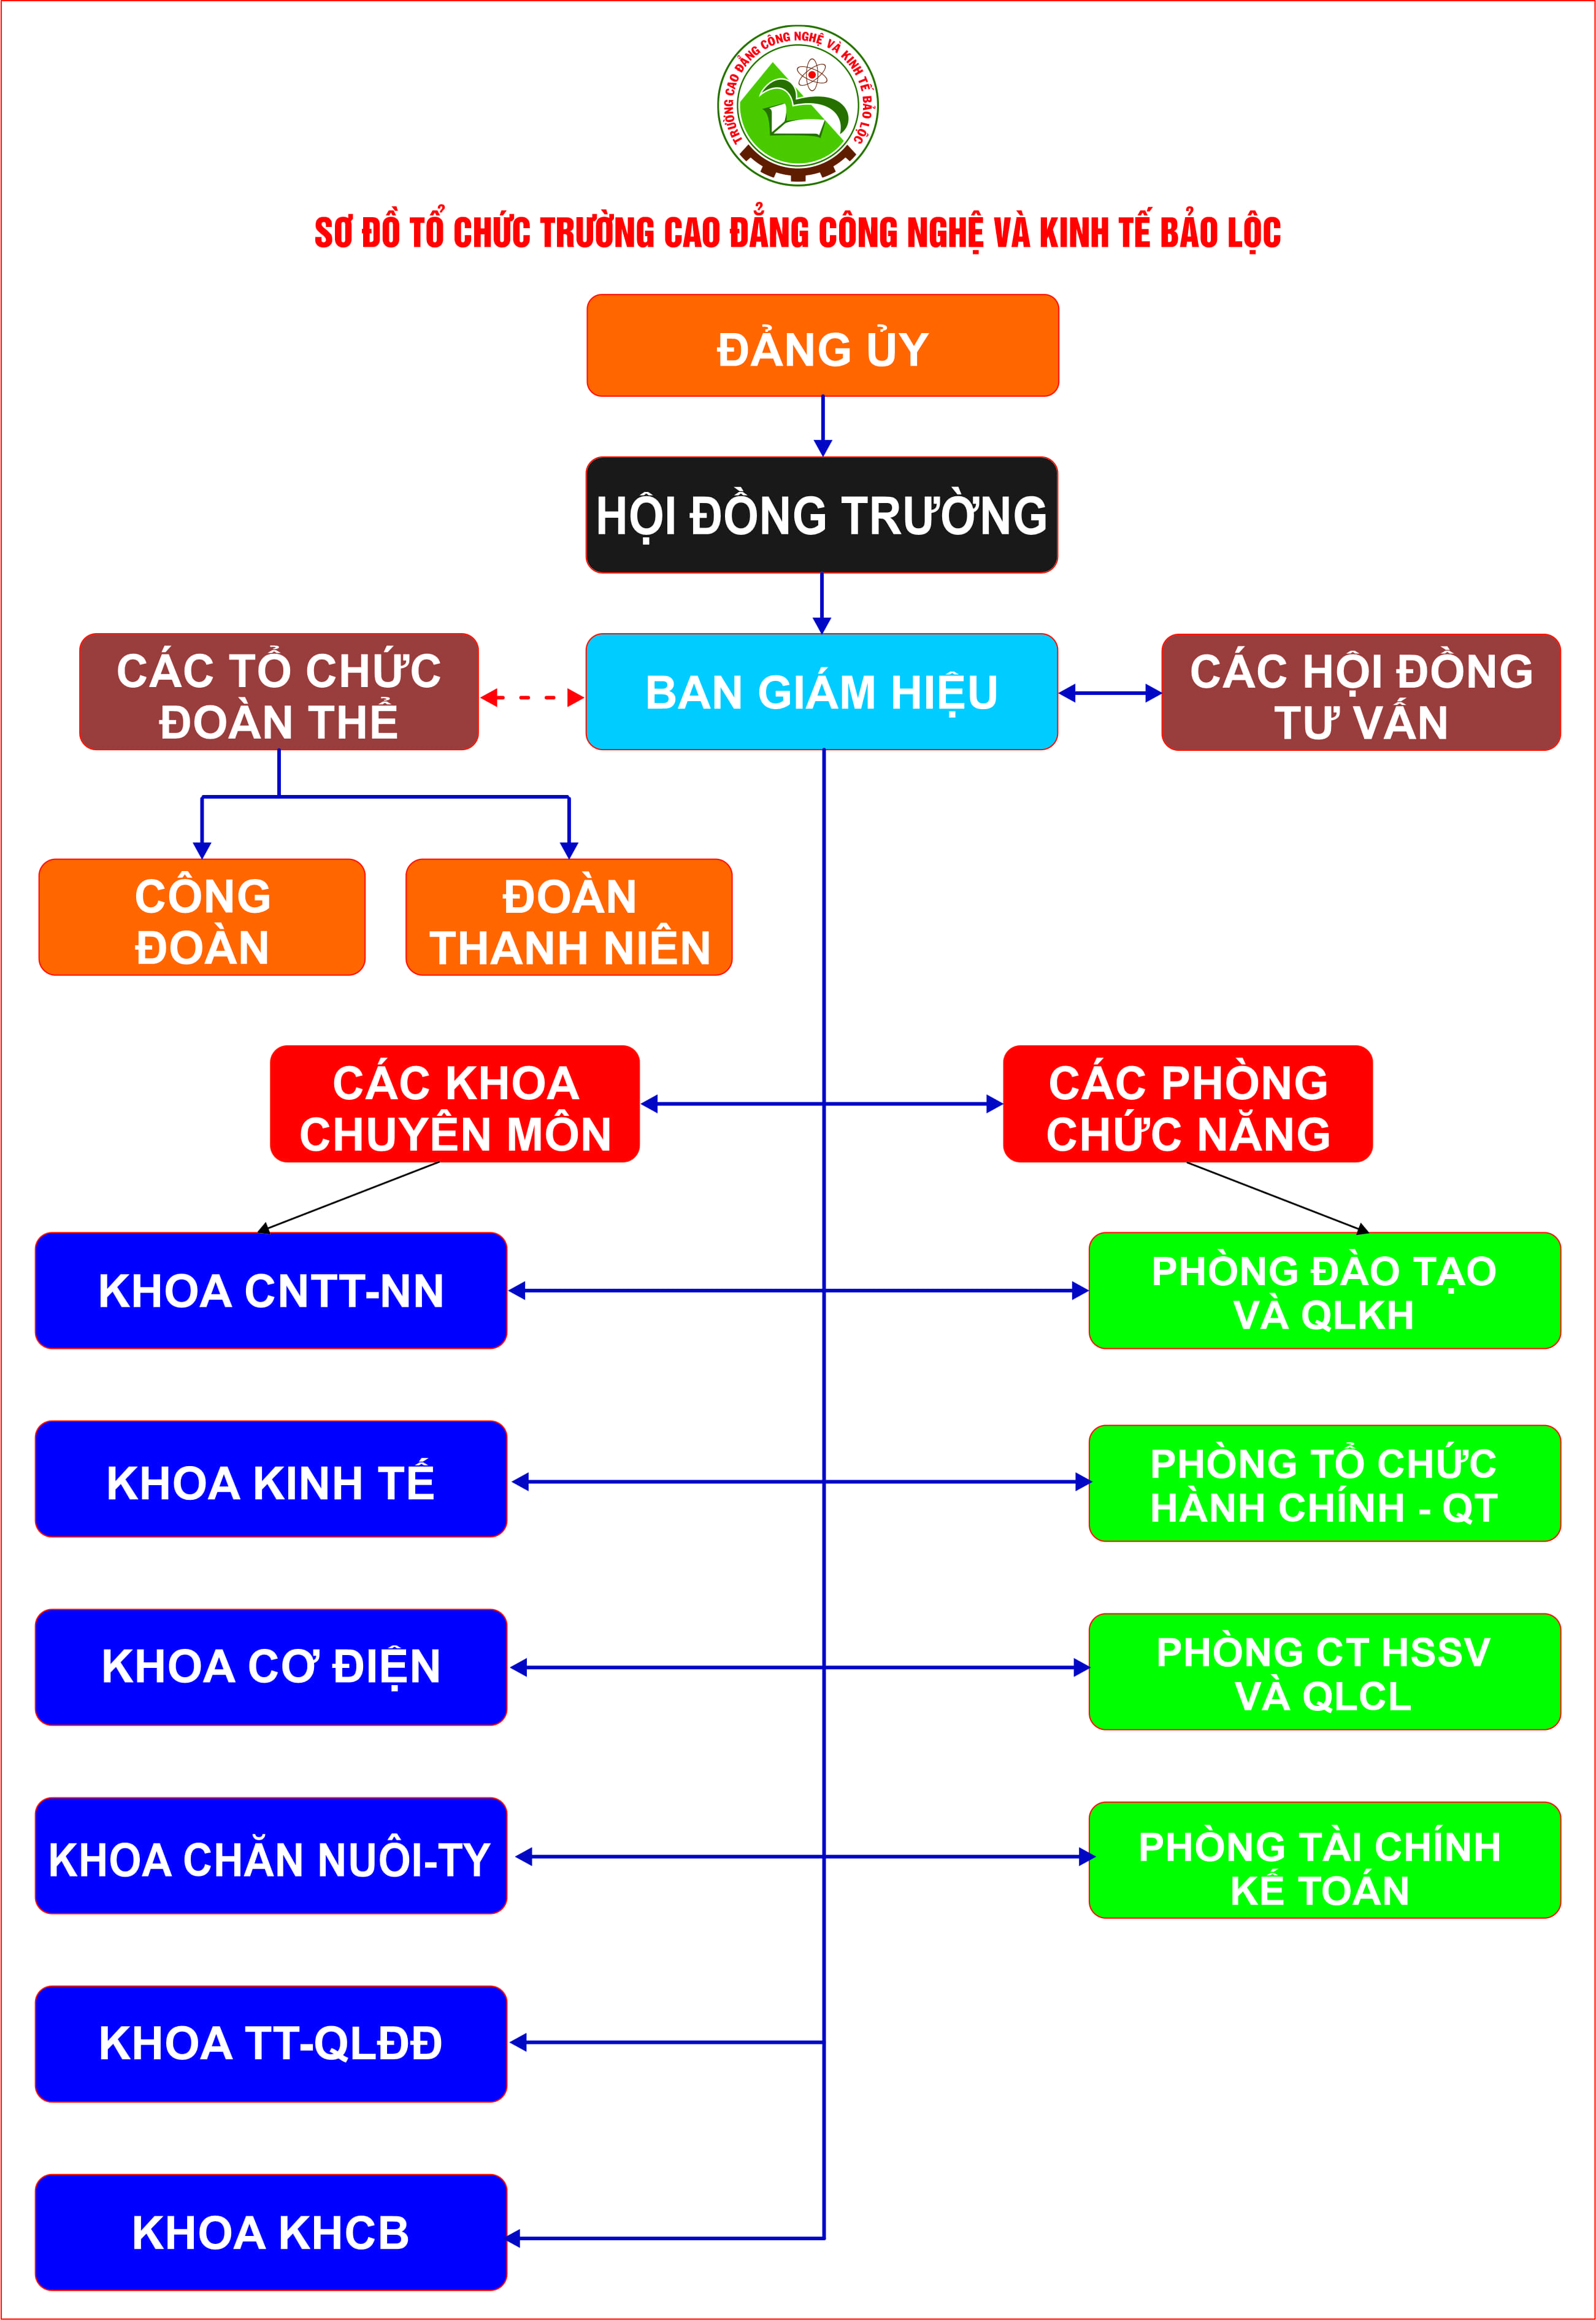 TRƯỜNG CAO ĐẲNG CÔNG NGHỆ VÀ KINH TẾ BẢO LỘC
SƠ ĐỒ TỔ CHỨC TRƯỜNG CAO ĐẲNG CÔNG NGHỆ VÀ KINH TẾ BẢO LỘC
ĐẢNG ỦY
HỘI ĐỒNG TRƯỜNG
CÁC TỔ CHỨC
ĐOÀN THỂ
BAN GIÁM HIỆU
CÁC HỘI ĐỒNG
TƯ VẤN
CÔNG
ĐOÀN
ĐOÀN
THANH NIÊN
CÁC KHOA
CHUYÊN MÔN
CÁC PHÒNG
CHỨC NĂNG
KHOA CNTT-NN
PHÒNG ĐÀO TẠO
VÀ QLKH
KHOA KINH TẾ
PHÒNG TỔ CHỨC
HÀNH CHÍNH - QT
KHOA CƠ ĐIỆN
PHÒNG CT HSSV
VÀ QLCL
KHOA CHĂN NUÔI-TY
PHÒNG TÀI CHÍNH
KẾ TOÁN
KHOA TT-QLĐĐ
KHOA KHCB